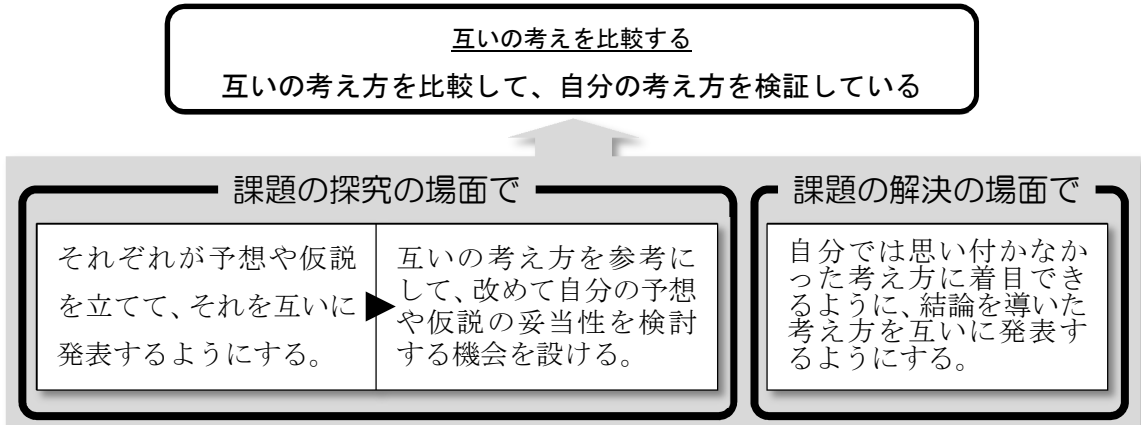 互いの考えを比較する
互いの考え方を比較して、自分の考え方を検証している
課題の探究の場面で
それぞれが予想や仮説
を立てて、それを互いに
発表するようにする。
互いの考え方を参考に
して、改めて自分の予想
や仮説の妥当性を検討
する機会を設ける。
課題の解決の場面で
自分では思い付かなか
った考え方に着目でき
るように、結論を導いた
考え方を互いに発表す
るようにする。